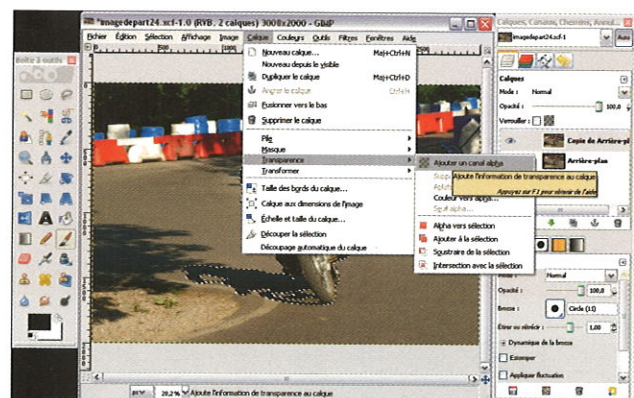 *imagedepart24.xcf-1.0 (RVB, 2 calques) 3008x2000 - GIMP
Fichier Édition Sélection Affichage Image Calque Couleurs Outils Filtres Fenêtres Aide
Boîte à outils
Nouveau calque... Maj+Ctrl+N
Nouveau depuis le visible
Dupliquer le calque Maj+Ctrl+D
Ancrer le calque Ctrl+H
Fusionner vers le bas
Supprimer le calque
Pile
Masque
Transparence
Transformer
Taille des bords du calque...
Calque aux dimensions de l'image
Échelle et taille du calque...
Découper la sélection
Découpage automatique du calque
Ajouter un canal alpha
Ajoute l'information de transparence au calque
Appuyez sur F1 pour obtenir de l'aide
Couleur vers alpha...
Seuil alpha...
Alpha vers sélection
Ajouter à la sélection
Soustraire de la sélection
Intersection avec la sélection
Calques, Canaux, Chemins, Annul...
imagedepart24.xcf-1 Auto
Calques
Mode : Normal
Opacité : 100,0
Verrouiller :
Copie de Arrière-pl
Arrière-plan
Mode : Normal
Opacité : 100,0
Brosse : Circle (11)
Étirer ou rétrécir : 1,00
Dynamique de la brosse
Estomper
Appliquer fluctuation
px 28,2 % Ajoute l'information de transparence au calque